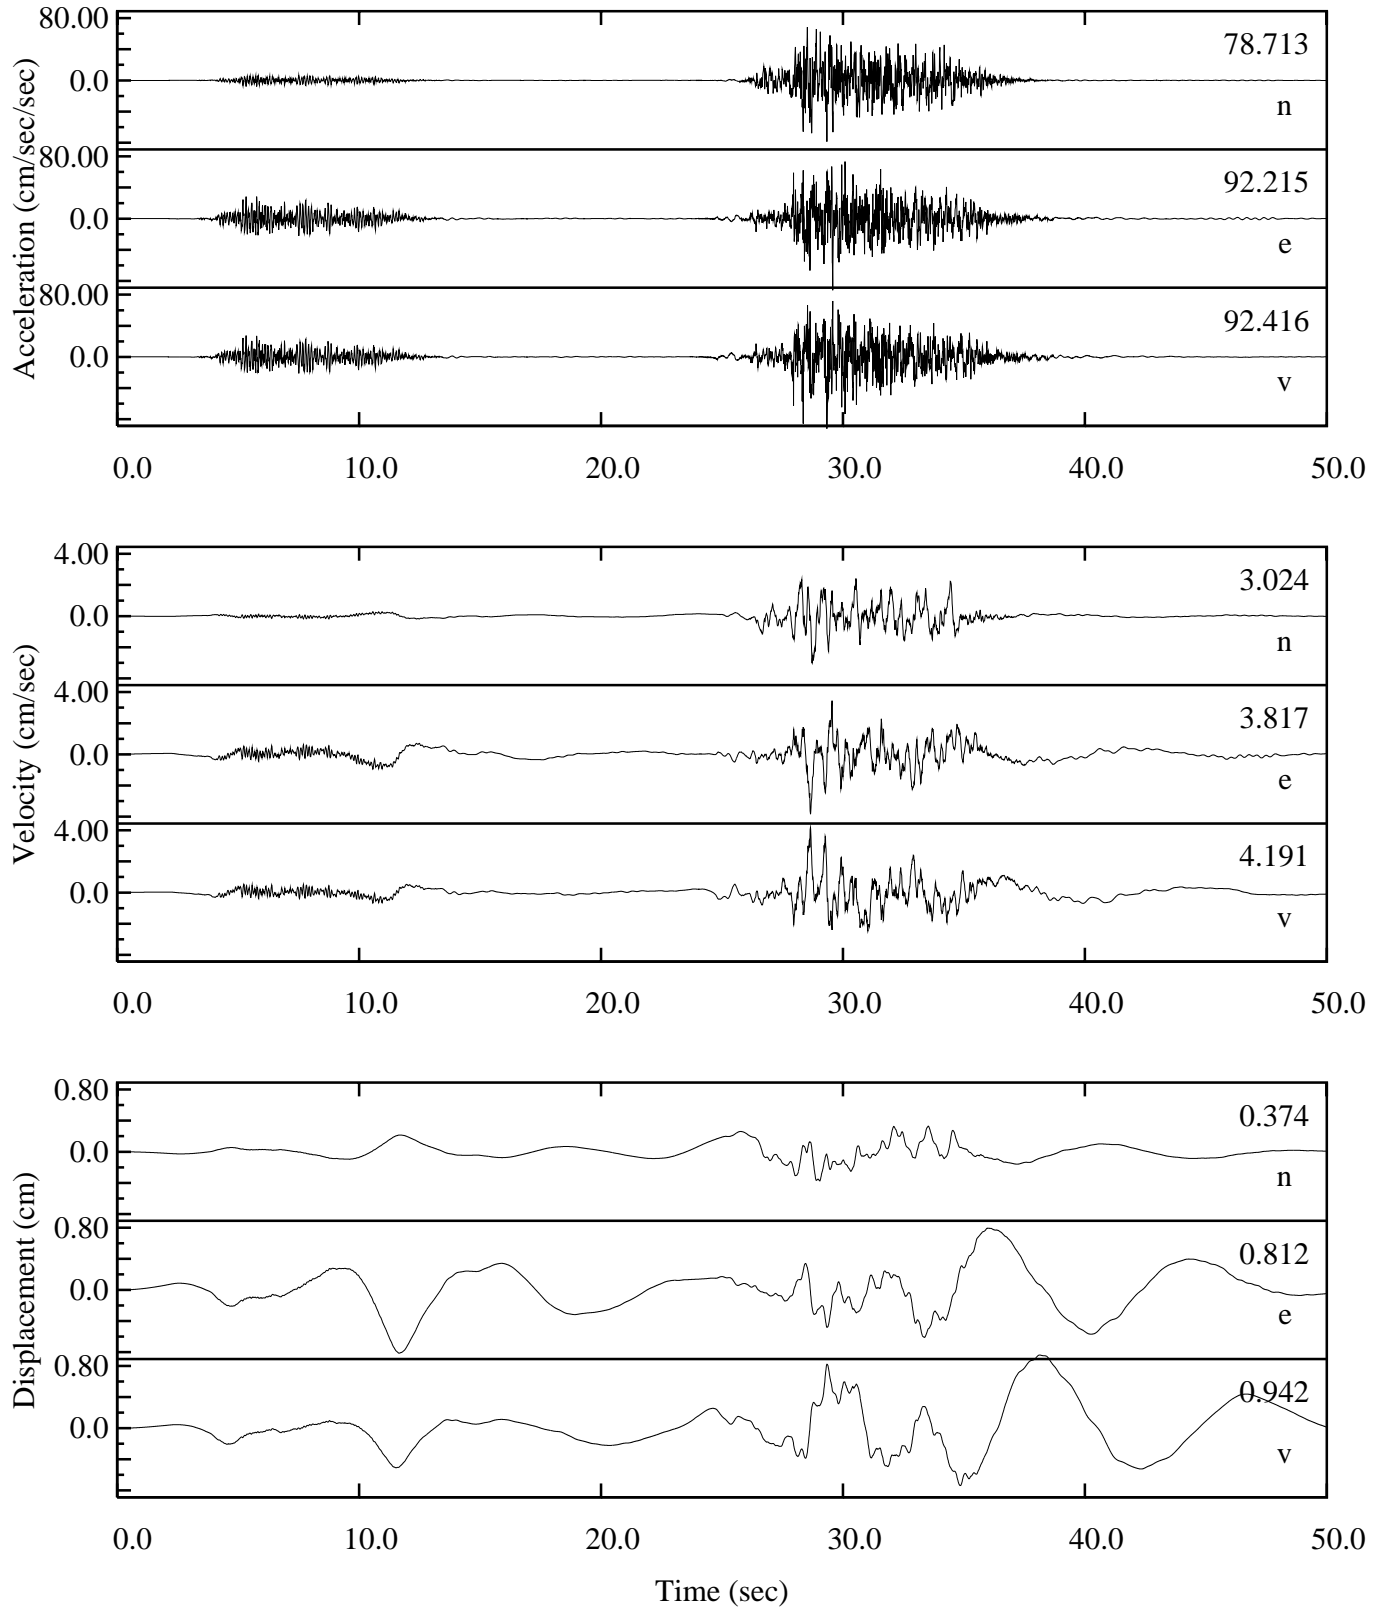 80.00
78.713
0.0
n
80.00
92.215
0.0
e
80.00
92.416
0.0
v
Acceleration (cm/sec/sec)
0.0 10.0 20.0 30.0 40.0 50.0
4.00
3.024
0.0
n
4.00
3.817
0.0
e
4.00
4.191
0.0
v
Velocity (cm/sec)
0.0 10.0 20.0 30.0 40.0 50.0
0.80
0.374
0.0
n
0.80
0.812
0.0
e
0.80
0.942
0.0
v
Displacement (cm)
0.0 10.0 20.0 30.0 40.0 50.0
Time (sec)